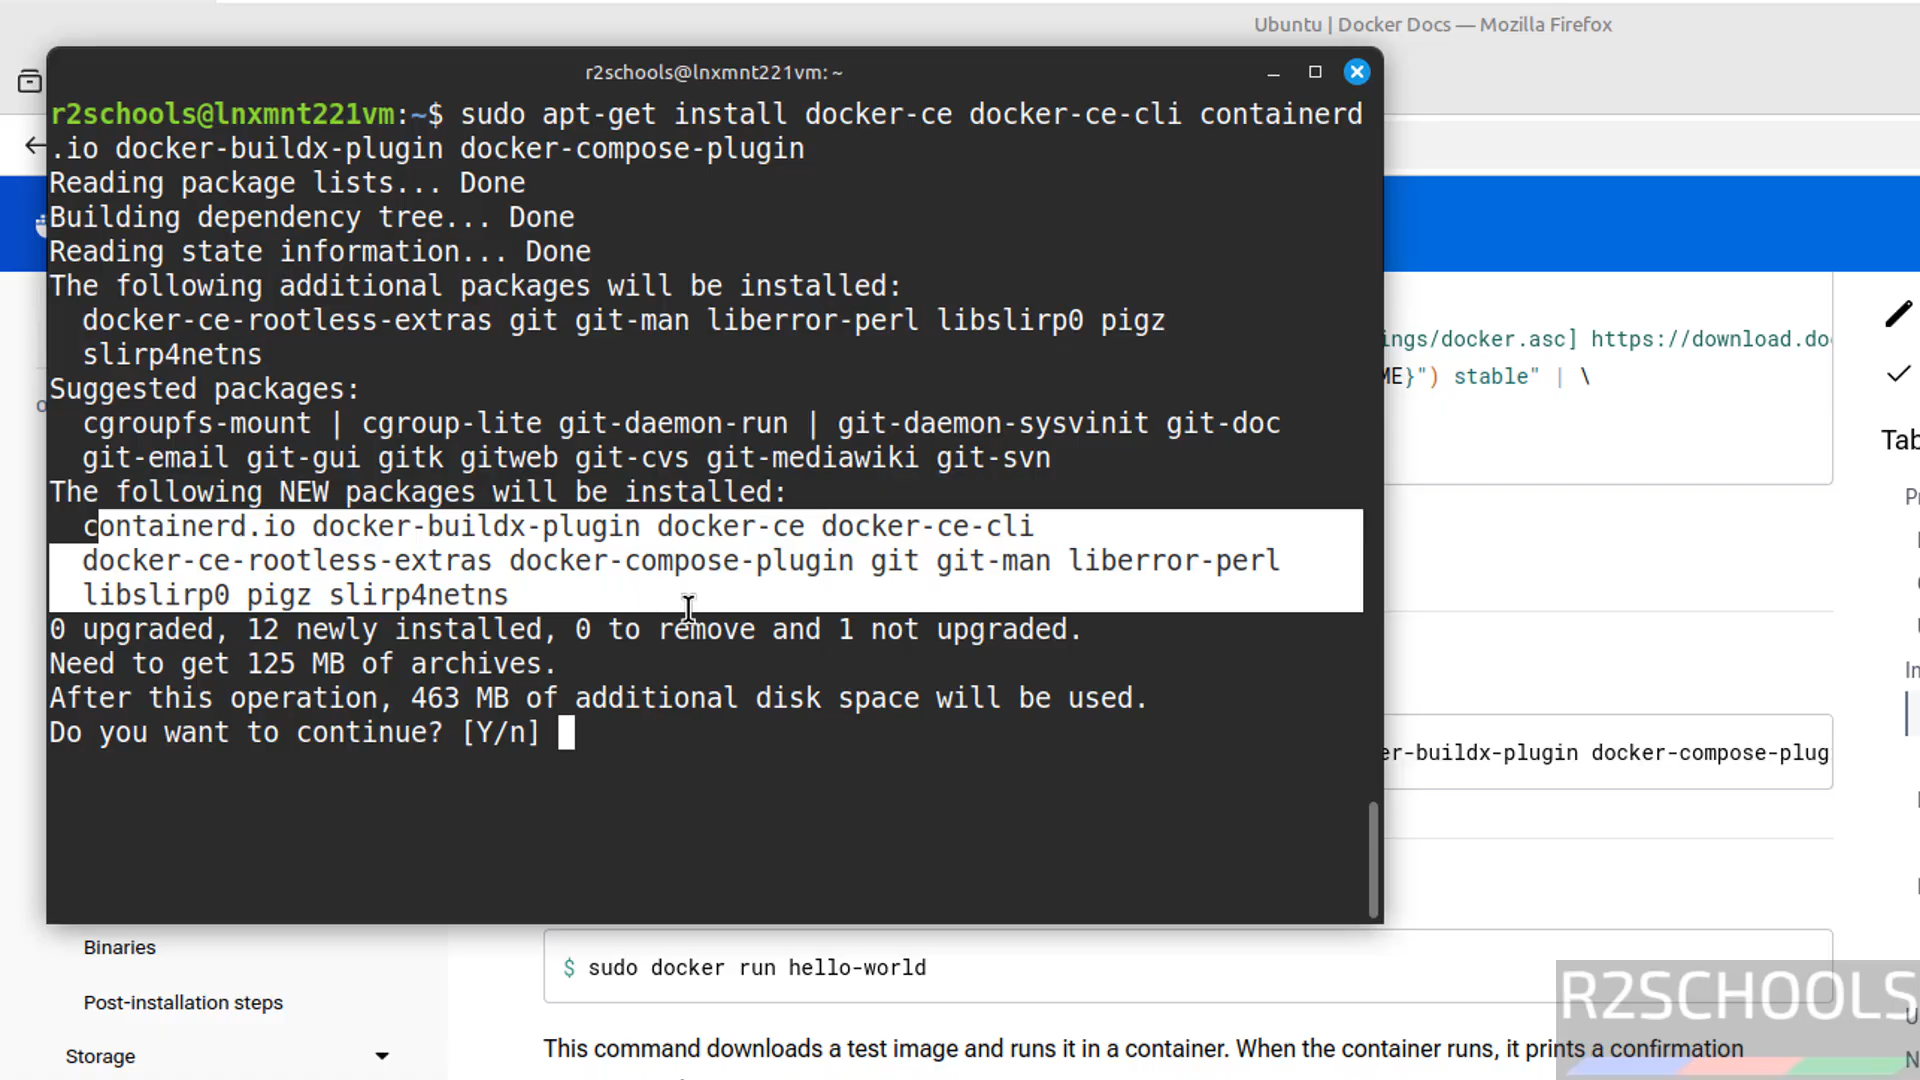 Ubuntu | Docker Docs — Mozilla Firefox
r2schools@lnxmnt221vm: ~
r2schools@lnxmnt221vm:~$ sudo apt-get install docker-ce docker-ce-cli containerd
.io docker-buildx-plugin docker-compose-plugin
Reading package lists... Done
Building dependency tree... Done
Reading state information... Done
The following additional packages will be installed:
docker-ce-rootless-extras git git-man liberror-perl libslirp0 pigz
slirp4netns
Suggested packages:
cgroupfs-mount | cgroup-lite git-daemon-run | git-daemon-sysvinit git-doc
git-email git-gui gitk gitweb git-cvs git-mediawiki git-svn
The following NEW packages will be installed:
containerd.io docker-buildx-plugin docker-ce docker-ce-cli
docker-ce-rootless-extras docker-compose-plugin git git-man liberror-perl
libslirp0 pigz slirp4netns
0 upgraded, 12 newly installed, 0 to remove and 1 not upgraded.
Need to get 125 MB of archives.
After this operation, 463 MB of additional disk space will be used.
Do you want to continue? [Y/n]
ings/docker.asc] https://download.do
ME}") stable" | \
Tab
er-buildx-plugin docker-compose-plug
Binaries
Post-installation steps
Storage
$ sudo docker run hello-world
This command downloads a test image and runs it in a container. When the container runs, it prints a confirmation
R2SCHOOLS